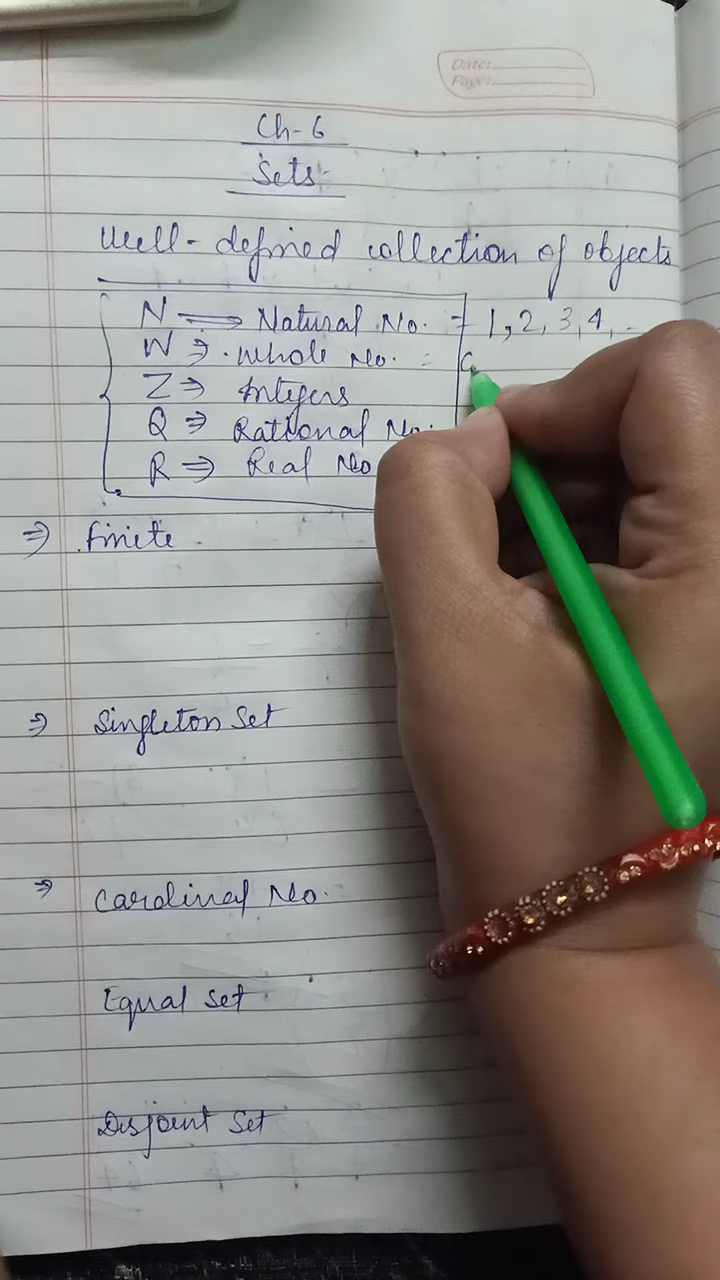 Date:
Page:
Ch-6
Sets
Well-defined collection of objects
N ⇒ Natural No. = 1, 2, 3, 4, ..
W ⇒ Whole No. =
Z ⇒ Integers
Q ⇒ Rational No.
R ⇒ Real No
⇒ finite
⇒ Singleton Set
⇒ Cardinal No.
Equal set
Disjoint Set